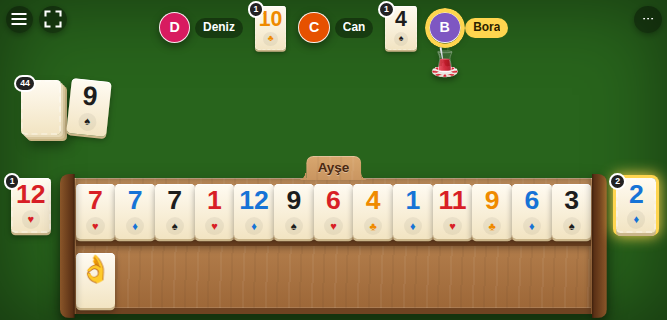 D Deniz 1 10 ♣ C Can 1 4 ♠ B Bora ...
44 9 ♠
Ayşe
1 12 ♥ 7 ♥ 7 ♦ 7 ♠ 1 ♥ 12 ♦ 9 ♠ 6 ♥ 4 ♣ 1 ♦ 11 ♥ 9 ♣ 6 ♦ 3 ♠ 2 2 ♦